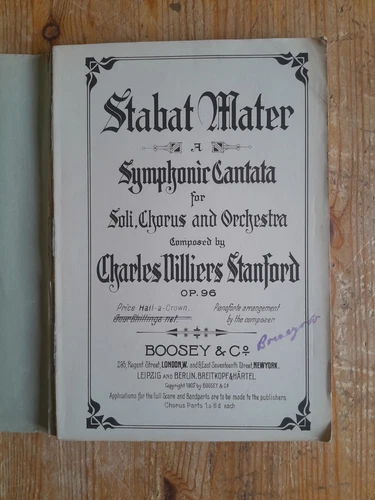 Stabat Mater
A
Symphonic Cantata
for
Soli, Chorus and Orchestra
Composed by
Charles Villiers Stanford
OP. 96
Price Half-a-Crown.
Four Shillings net.
Pianoforte arrangement
by the composer
BOOSEY & Co
295, Regent Street, LONDON, W. and 9, East Seventeenth Street, NEW YORK.
LEIPZIG AND BERLIN, BREITKOPF & HÄRTEL
Copyright 1907 by BOOSEY & Co
Applications for the full Score and Bandparts are to be made to the publishers
Chorus Parts 1s 6d each